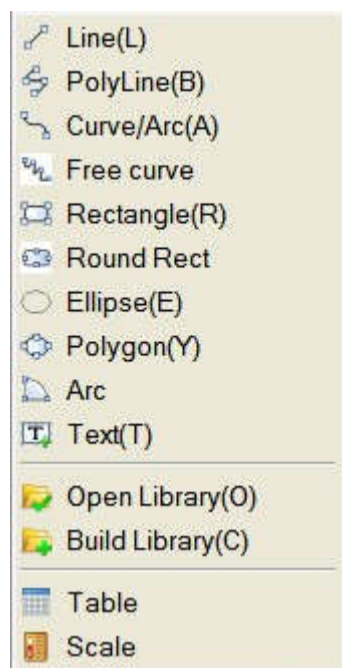 Line(L)
PolyLine(B)
Curve/Arc(A)
Free curve
Rectangle(R)
Round Rect
Ellipse(E)
Polygon(Y)
Arc
Text(T)
Open Library(O)
Build Library(C)
Table
Scale